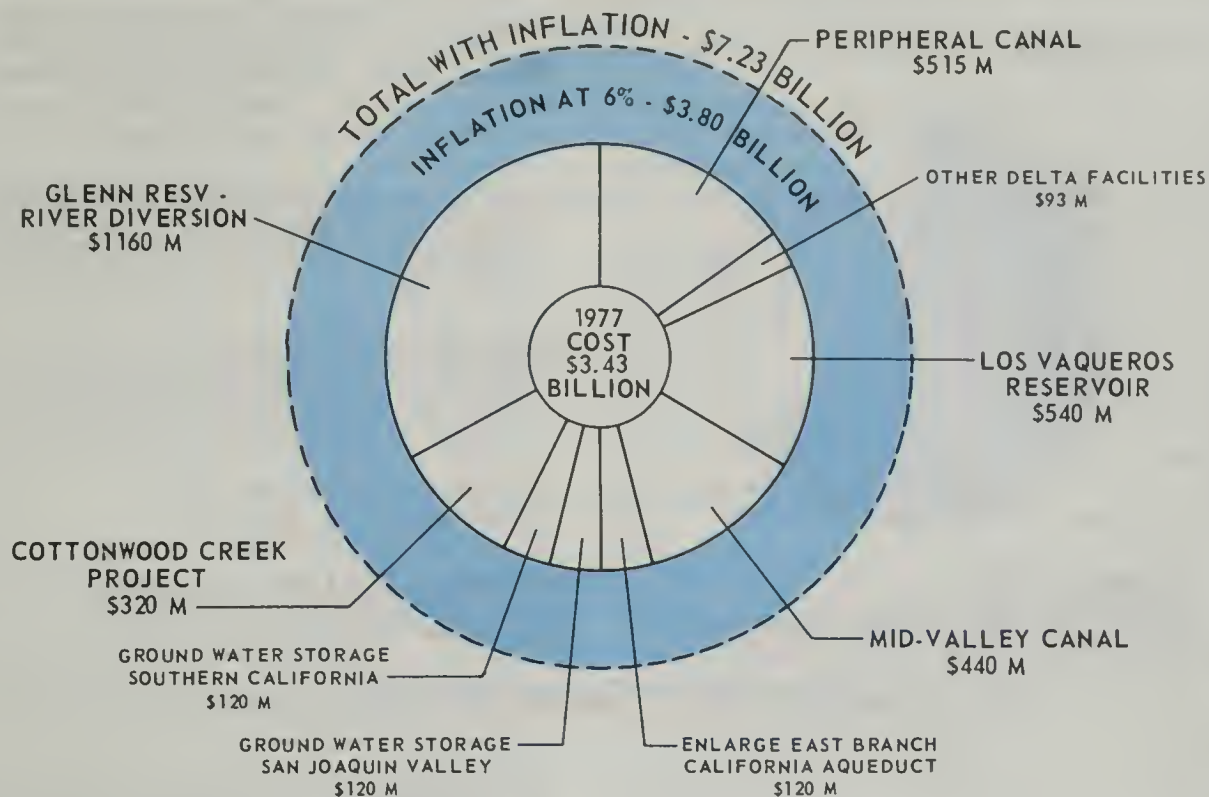 TOTAL WITH INFLATION - $7.23 BILLION
INFLATION AT 6% - $3.80 BILLION
PERIPHERAL CANAL
$515 M
OTHER DELTA FACILITIES
$93 M
GLENN RESV -
RIVER DIVERSION
$1160 M
1977
COST
$3.43
BILLION
LOS VAQUEROS
RESERVOIR
$540 M
COTTONWOOD CREEK
PROJECT
$320 M
MID-VALLEY CANAL
$440 M
GROUND WATER STORAGE
SOUTHERN CALIFORNIA
$120 M
GROUND WATER STORAGE
SAN JOAQUIN VALLEY
$120 M
ENLARGE EAST BRANCH
CALIFORNIA AQUEDUCT
$120 M